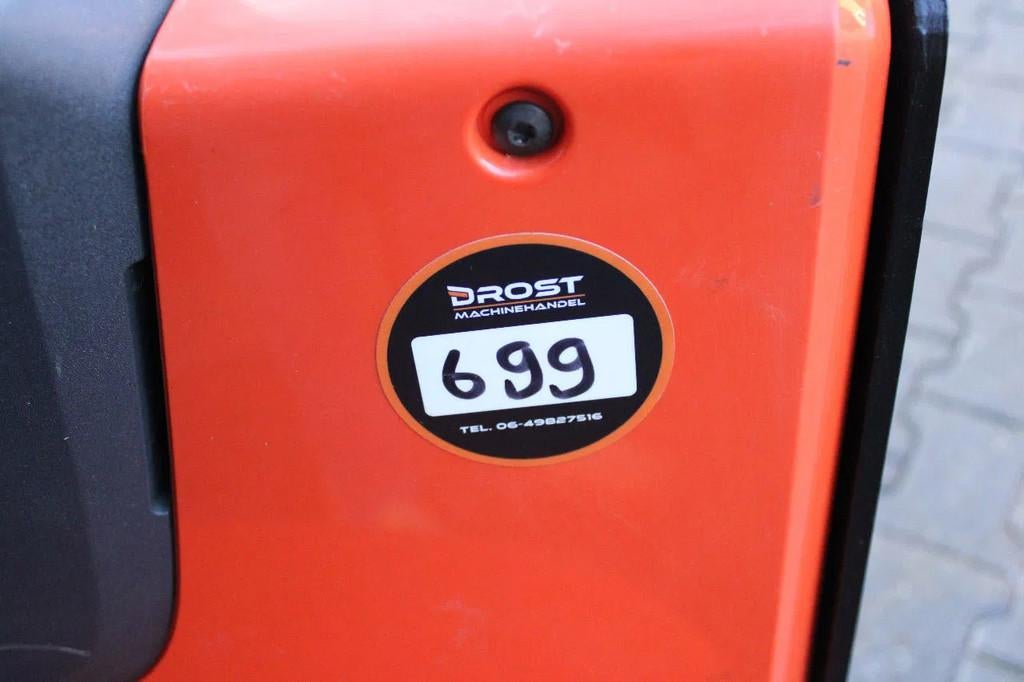 DROST
MACHINEHANDEL
699
TEL. 06-49827516